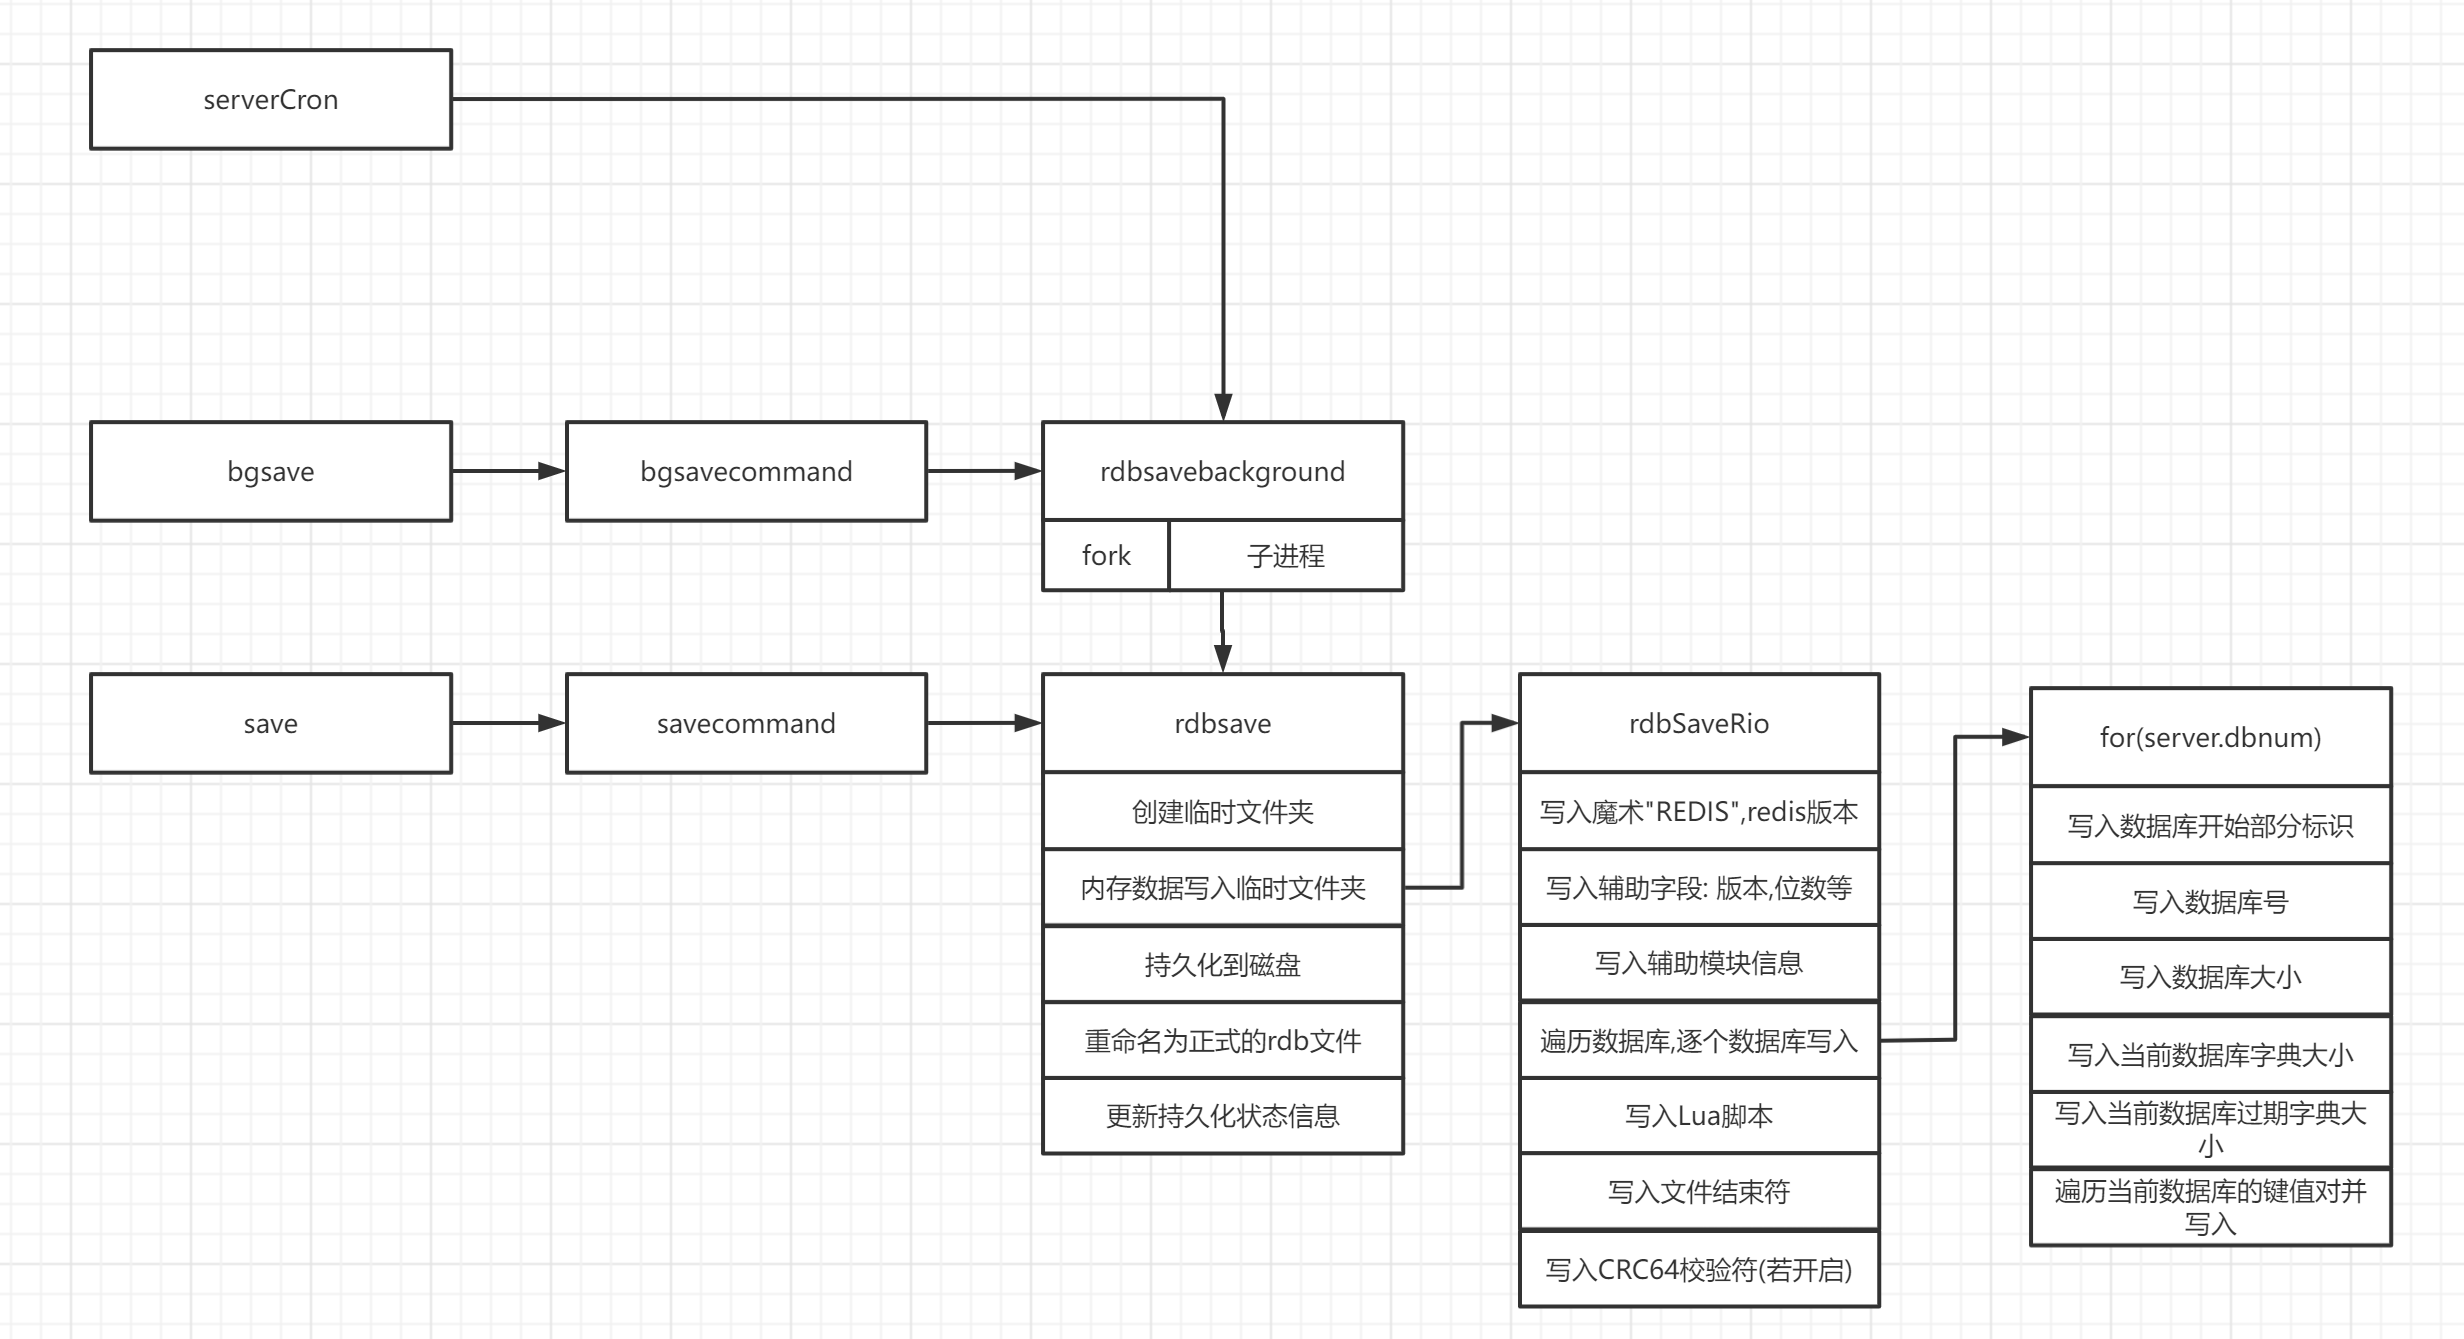 serverCron
bgsave
bgsavecommand
rdbsavebackground
fork
子进程
save
savecommand
rdbsave
创建临时文件夹
内存数据写入临时文件夹
持久化到磁盘
重命名为正式的rdb文件
更新持久化状态信息
rdbSaveRio
写入魔术"REDIS",redis版本
写入辅助字段: 版本,位数等
写入辅助模块信息
遍历数据库,逐个数据库写入
写入Lua脚本
写入文件结束符
写入CRC64校验符(若开启)
for(server.dbnum)
写入数据库开始部分标识
写入数据库号
写入数据库大小
写入当前数据库字典大小
写入当前数据库过期字典大
小
遍历当前数据库的键值对并
写入